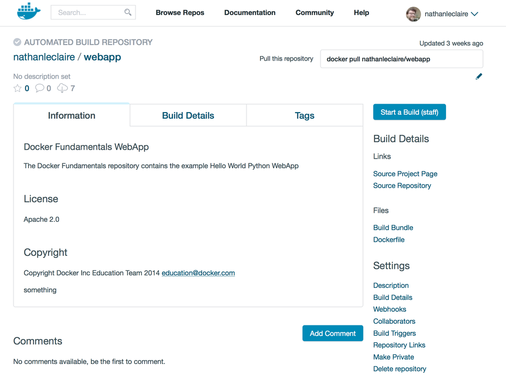 Search...
Browse Repos
Documentation
Community
Help
nathanleclaire
AUTOMATED BUILD REPOSITORY
Updated 3 weeks ago
nathanleclaire / webapp
Pull this repository
docker pull nathanleclaire/webapp
No description set
0 0 7
Information
Build Details
Tags
Docker Fundamentals WebApp
The Docker Fundamentals repository contains the example Hello World Python WebApp
License
Apache 2.0
Copyright
Copyright Docker Inc Education Team 2014 education@docker.com
something
Comments
Add Comment
No comments available, be the first to comment.
Start a Build (staff)
Build Details
Links
Source Project Page
Source Repository
Files
Build Bundle
Dockerfile
Settings
Description
Build Details
Webhooks
Collaborators
Build Triggers
Repository Links
Make Private
Delete repository